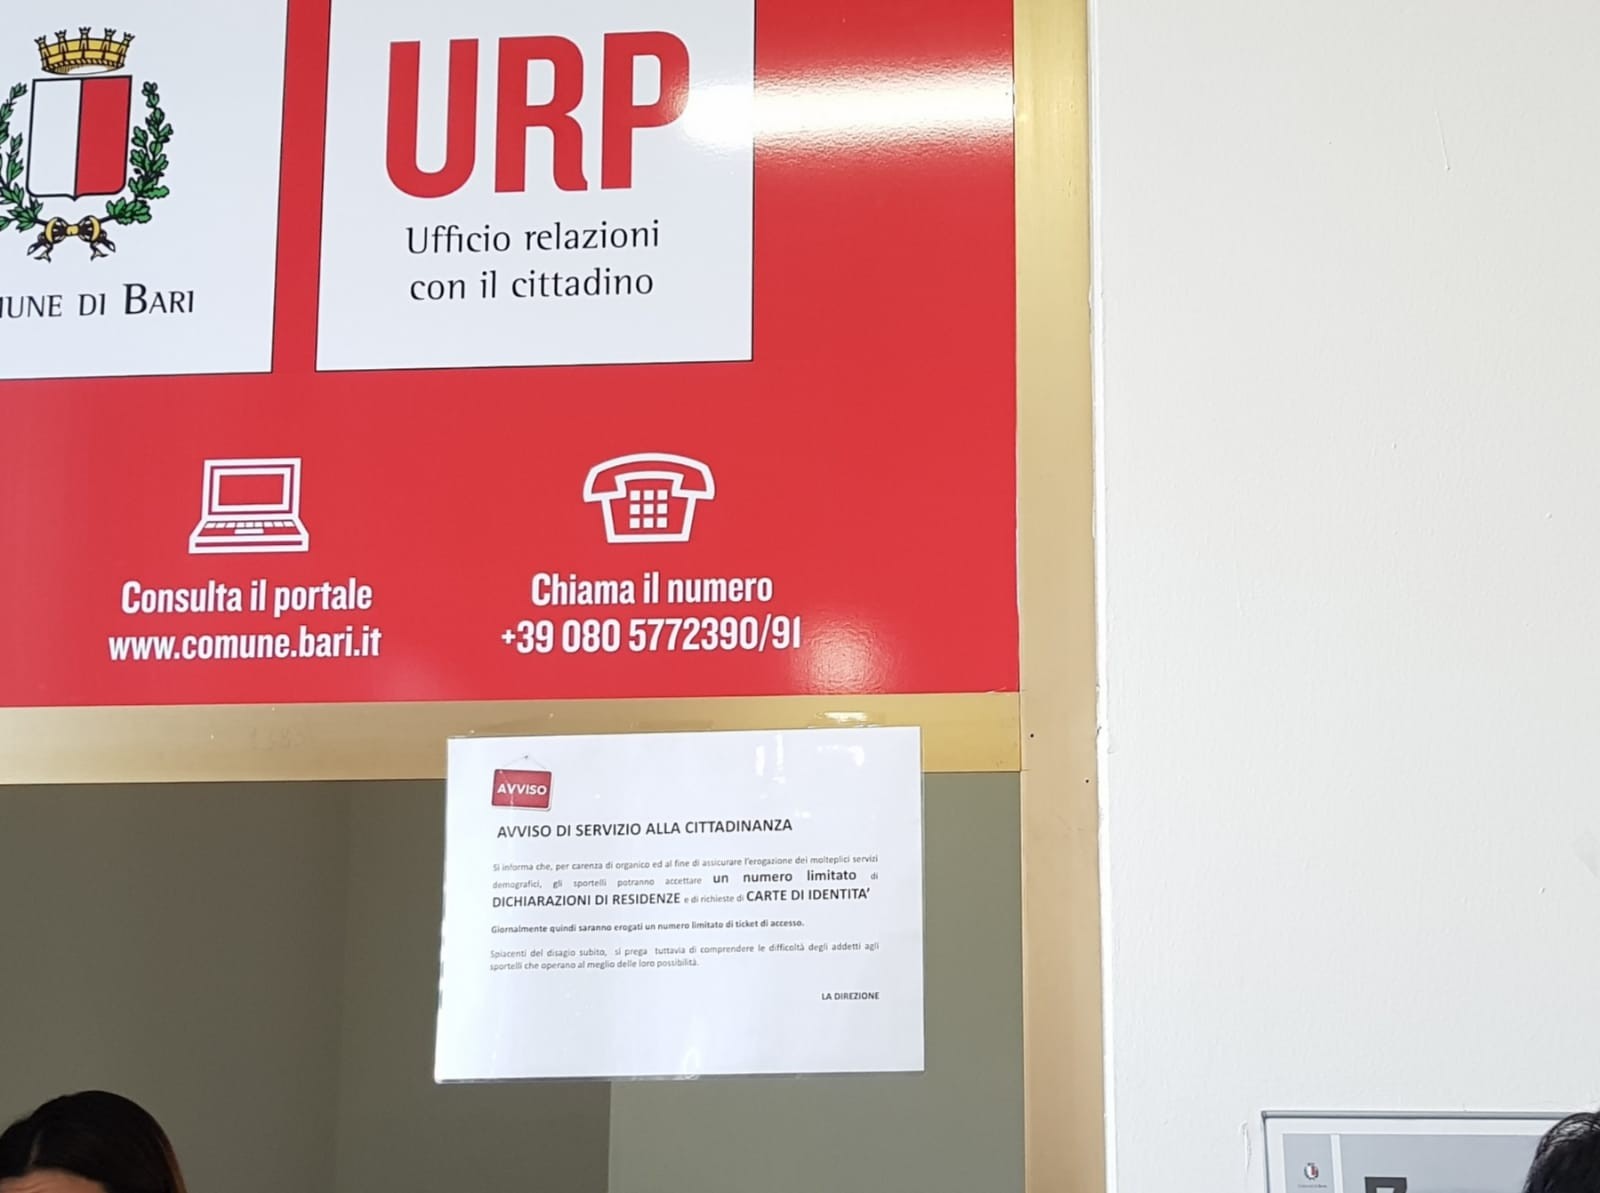 URP
Ufficio relazioni
con il cittadino
UNE DI BARI
Consulta il portale
www.comune.bari.it
Chiama il numero
+39 080 5772390/91
AVVISO
AVVISO DI SERVIZIO ALLA CITTADINANZA
Si informa che, per carenza di organico ed al fine di assicurare l'erogazione dei molteplici servizi
demografici, gli sportelli potranno accettare un numero limitato di
DICHIARAZIONI DI RESIDENZE e di richieste di CARTE DI IDENTITA'
Giornalmente quindi saranno erogati un numero limitato di ticket di accesso.
Spiacenti del disagio subito, si prega tuttavia di comprendere le difficoltà degli addetti agli
sportelli che operano al meglio delle loro possibilità.
LA DIREZIONE